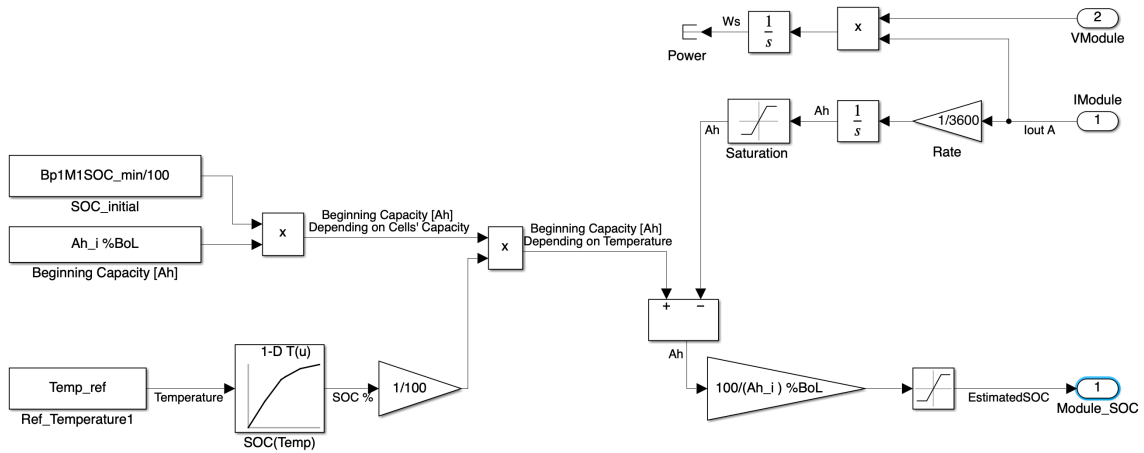 2
VModule
x
1
s
Ws
Power
IModule
1
Iout A
1/3600
Rate
1
s
Ah
Saturation
Ah
Bp1M1SOC_min/100
SOC_initial
Ah_i %BoL
Beginning Capacity [Ah]
x
Beginning Capacity [Ah]
Depending on Cells' Capacity
x
Beginning Capacity [Ah]
Depending on Temperature
+ −
Ah
Temp_ref
Ref_Temperature1
Temperature
1-D T(u)
SOC(Temp)
SOC %
1/100
100/(Ah_i ) %BoL
EstimatedSOC
1
Module_SOC